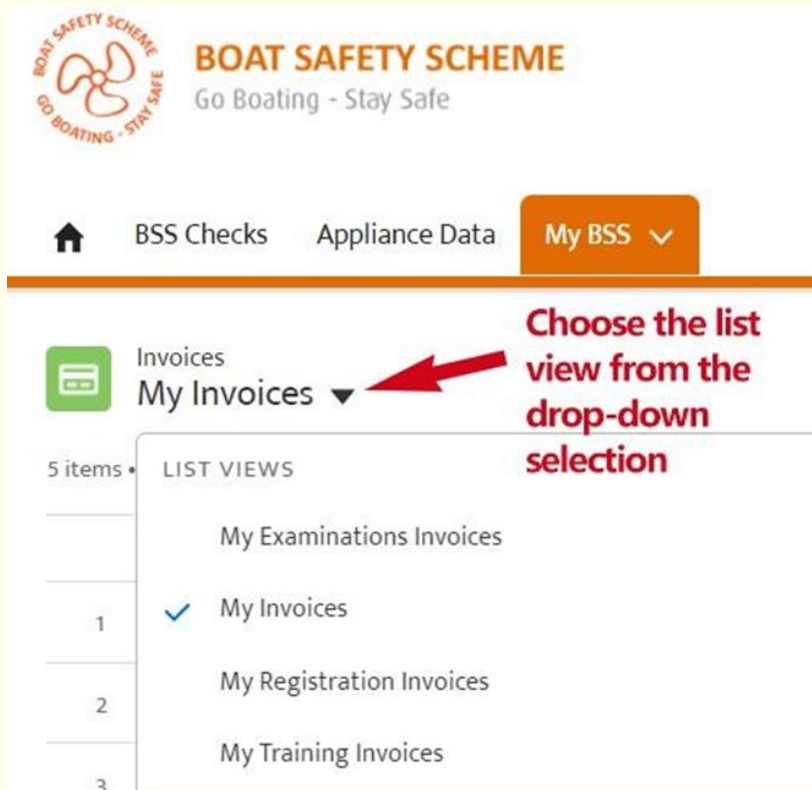 BOAT SAFETY SCHEME
GO BOATING - STAY SAFE
BOAT SAFETY SCHEME
Go Boating - Stay Safe
BSS Checks
Appliance Data
My BSS
Invoices
My Invoices
Choose the list
view from the
drop-down
selection
5 items •
LIST VIEWS
My Examinations Invoices
1
My Invoices
2
My Registration Invoices
3
My Training Invoices